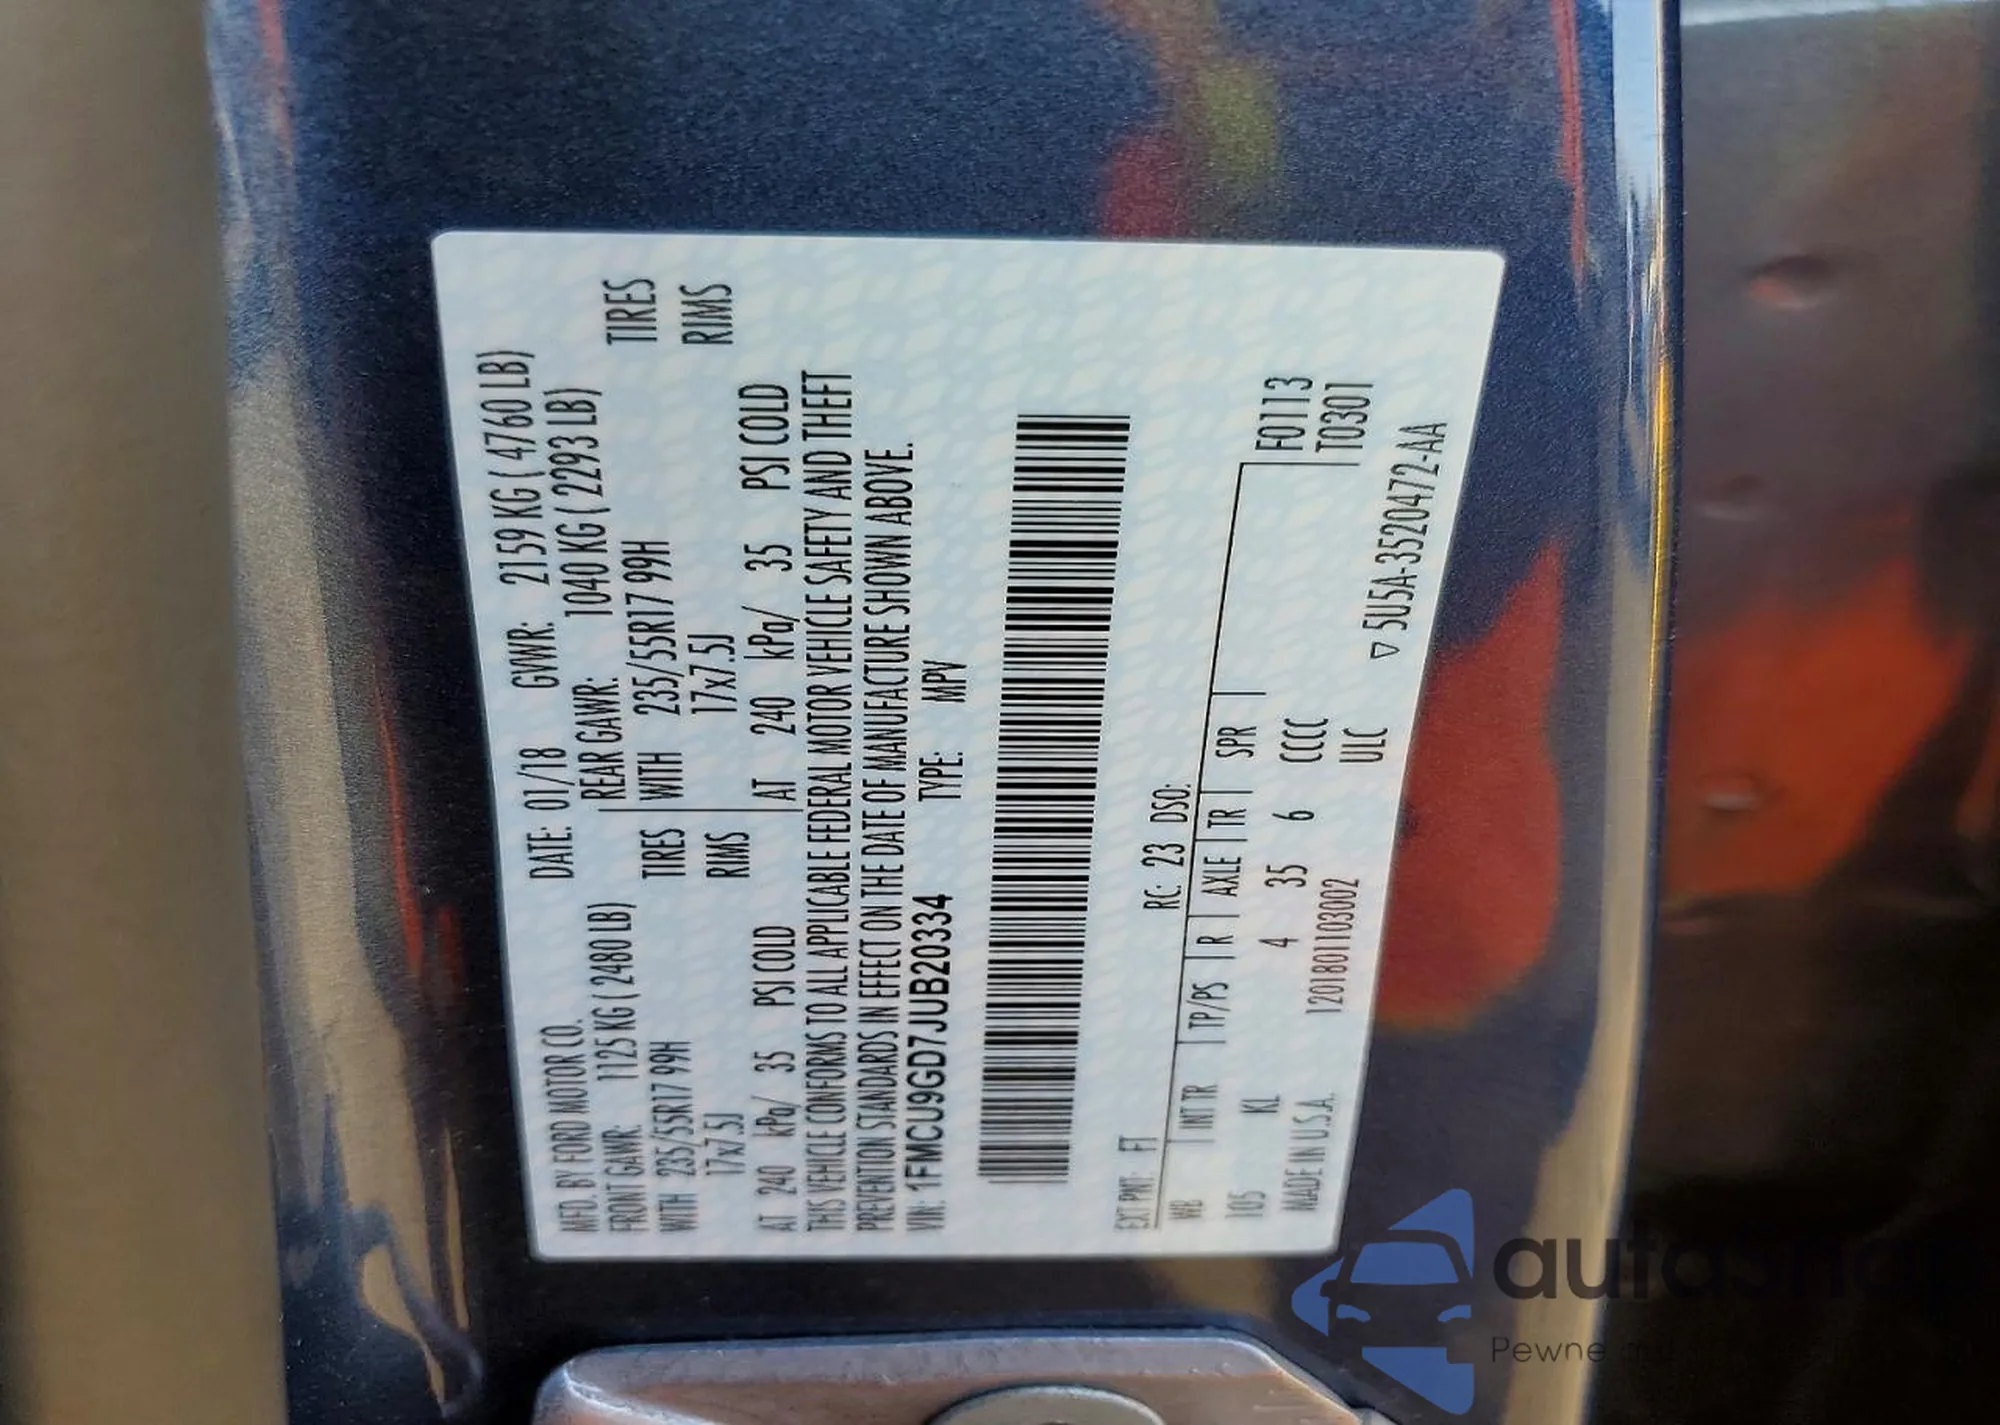 MFD. BY FORD MOTOR CO.
DATE: 01/18 GVWR: 2159 KG ( 4760 LB)
FRONT GAWR: 1125 KG ( 2480 LB) REAR GAWR: 1040 KG ( 2293 LB)
WITH 235/55R17 99H TIRES WITH 235/55R17 99H TIRES
17x7.5J RIMS 17x7.5J RIMS
AT 240 kPa/ 35 PSI COLD AT 240 kPa/ 35 PSI COLD
THIS VEHICLE CONFORMS TO ALL APPLICABLE FEDERAL MOTOR VEHICLE SAFETY AND THEFT
PREVENTION STANDARDS IN EFFECT ON THE DATE OF MANUFACTURE SHOWN ABOVE.
VIN: 1FMCU9GD7JUB20334 TYPE: MPV
EXT PNT: FT RC: 23 DSO:
WB INT TR TP/PS R AXLE TR SPR F0113
105 KL 4 4 35 6 CCCC T0301
MADE IN U.S.A. 120180110 3002 ULC
▽ 5U5A-3520472-AA
Pewne